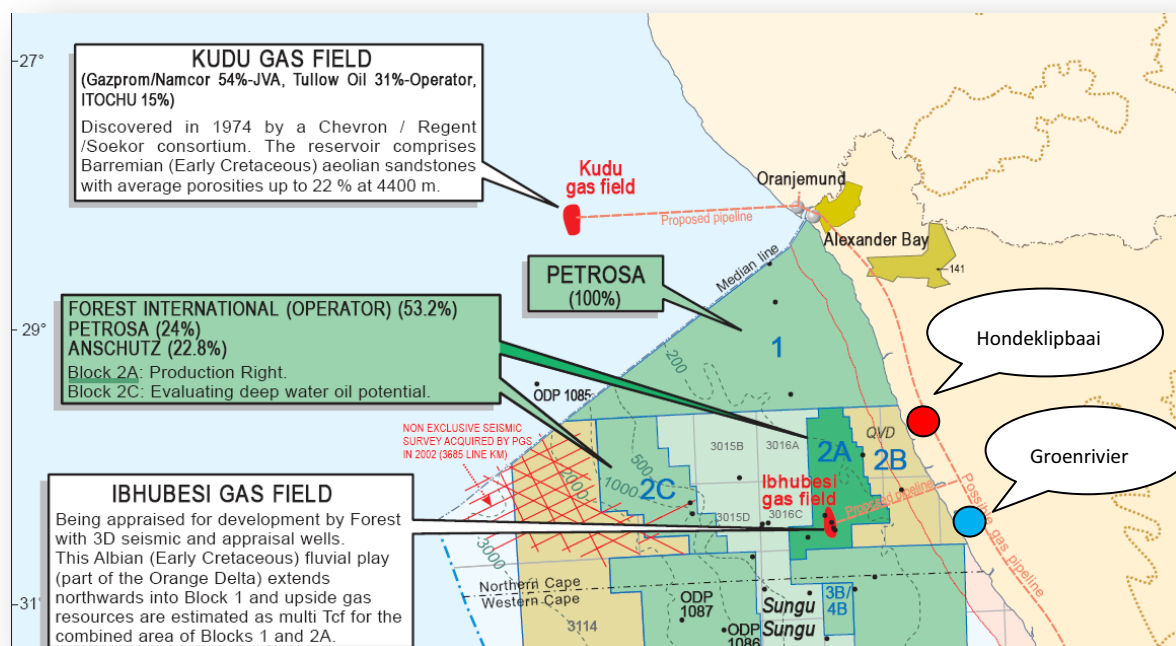 27°
KUDU GAS FIELD
(Gazprom/Namcor 54%-JVA, Tullow Oil 31%-Operator,
ITOCHU 15%)
Discovered in 1974 by a Chevron / Regent
/Soekor consortium. The reservoir comprises
Barremian (Early Cretaceous) aeolian sandstones
with average porosities up to 22 % at 4400 m.
Kudu
gas field
Proposed pipeline
Oranjemund
Alexander Bay
141
Median line
PETROSA
(100%)
FOREST INTERNATIONAL (OPERATOR) (53.2%)
PETROSA (24%)
ANSCHUTZ (22.8%)
Block 2A: Production Right.
Block 2C: Evaluating deep water oil potential.
29°
1
200
Hondeklipbaai
ODP 1085
NON EXCLUSIVE SEISMIC
SURVEY ACQUIRED BY PGS
IN 2002 (3685 LINE KM)
3015B
3016A
2A
QVD
2B
Groenrivier
500
1000
2000
2C
3015D
3016C
Ibhubesi
gas field
Proposed pipeline
Possible gas pipeline
3000
IBHUBESI GAS FIELD
Being appraised for development by Forest
with 3D seismic and appraisal wells.
This Albian (Early Cretaceous) fluvial play
(part of the Orange Delta) extends
northwards into Block 1 and upside gas
resources are estimated as multi Tcf for the
combined area of Blocks 1 and 2A.
Northern Cape
Western Cape
31°
3114
ODP
1087
ODP
1086
Sungu
Sungu
3B/
4B